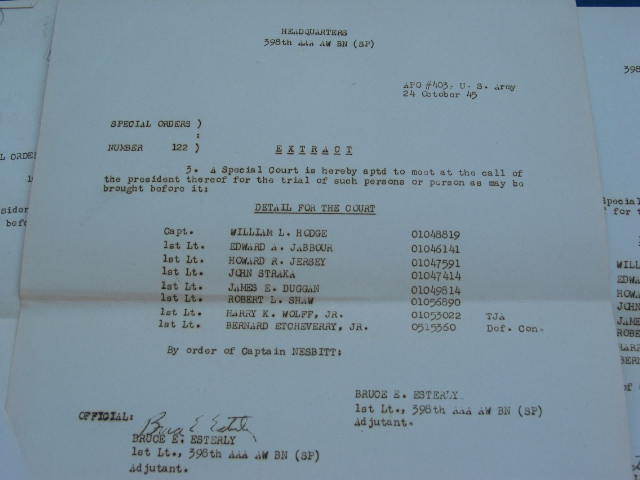 HEADQUARTERS
398th AAA AW BN (SP)
APO #403, U. S. Army
24 October 45
SPECIAL ORDERS )
:
NUMBER 122 )
E X T R A C T
3. A Special Court is hereby aptd to meet at the call of
the president thereof for the trial of such persons or person as may be
brought before it:
DETAIL FOR THE COURT
Capt. WILLIAM L. HODGE 01048819
1st Lt. EDWARD A. JABBOUR 01046141
1st Lt. HOWARD R. JERSEY 01047591
1st Lt. JOHN STRAKA 01047414
1st Lt. JAMES E. DUGGAN 01049814
1st Lt. ROBERT L. SHAW 01056890
1st Lt. HARRY K. WOLFF, JR. 01053022 TJA
1st Lt. BERNARD ETCHEVERRY, JR. 0515360 Def. Con.
By order of Captain NESBITT:
BRUCE E. ESTERLY
1st Lt., 398th AAA AW BN (SP)
Adjutant.
OFFICIAL:
Bruce E Esterly
BRUCE E. ESTERLY
1st Lt., 398th AAA AW BN (SP)
Adjutant.